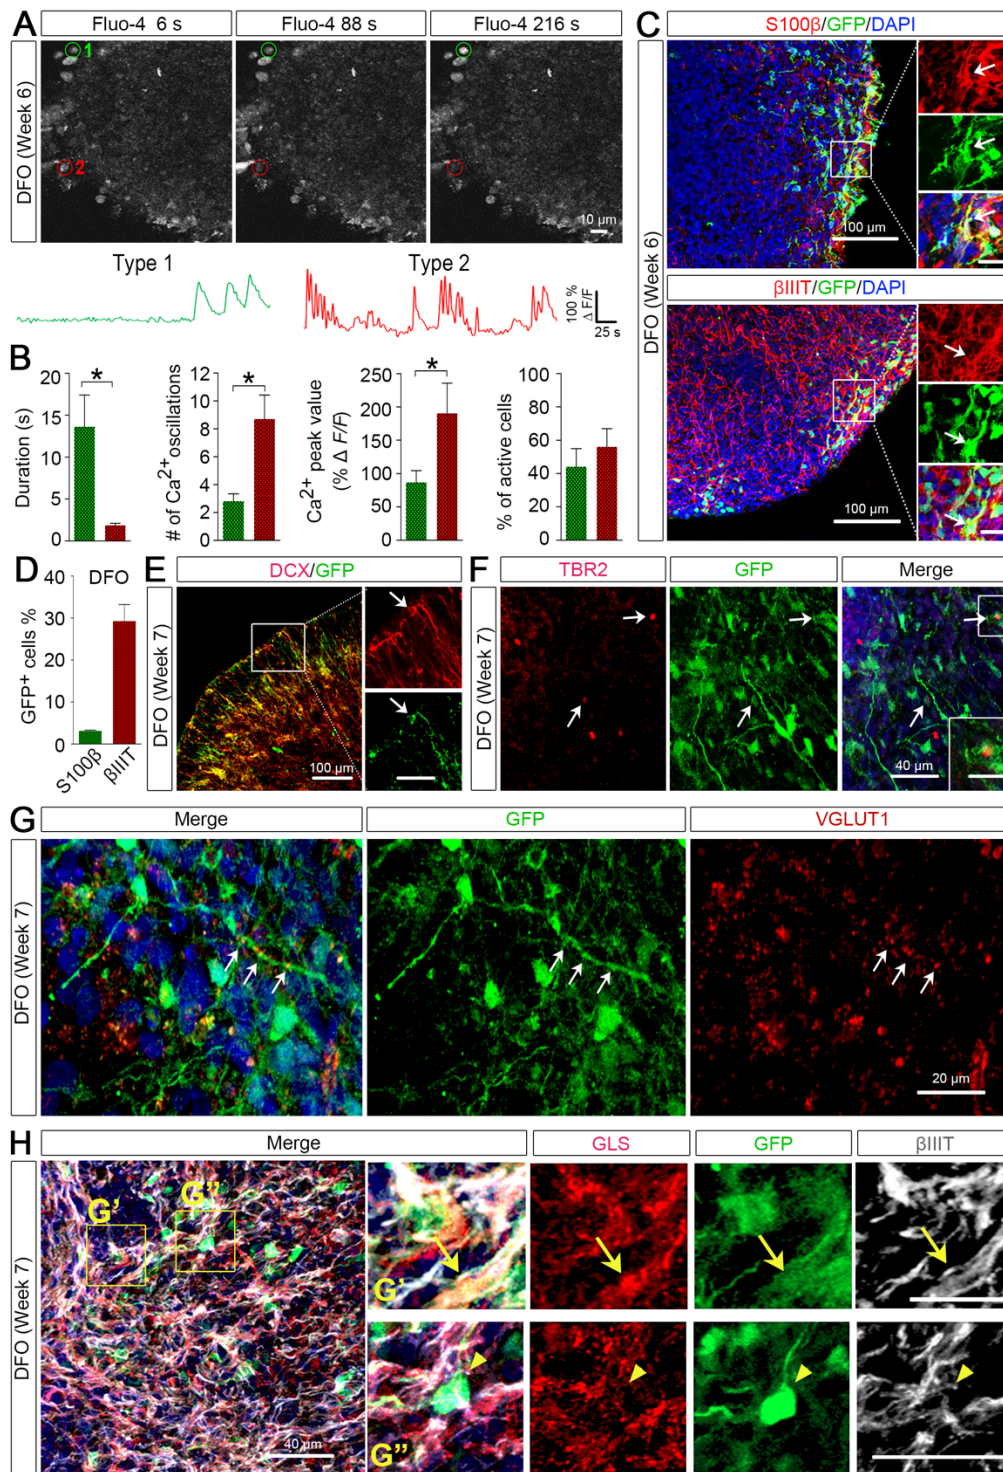 A
Fluo-4 6 s
Fluo-4 88 s
Fluo-4 216 s
DFO (Week 6)
1
2
10 µm
Type 1
Type 2
100 %
Δ F/F
25 s
B
Duration (s)
20
15
10
5
0
*
# of Ca2+ oscillations
12
10
8
6
4
2
0
*
Ca2+ peak value
(% Δ F/F)
250
200
150
100
50
0
*
% of active cells
100
80
60
40
20
0
C
S100β/GFP/DAPI
DFO (Week 6)
100 µm
βIIIT/GFP/DAPI
100 µm
D
DFO
GFP+ cells %
40
30
20
10
0
S100β
βIIIT
E
DCX/GFP
DFO (Week 7)
100 µm
F
TBR2
GFP
Merge
DFO (Week 7)
40 µm
G
Merge
GFP
VGLUT1
DFO (Week 7)
20 µm
H
Merge
GLS
GFP
βIIIT
DFO (Week 7)
G'
G''
40 µm
G'
G''